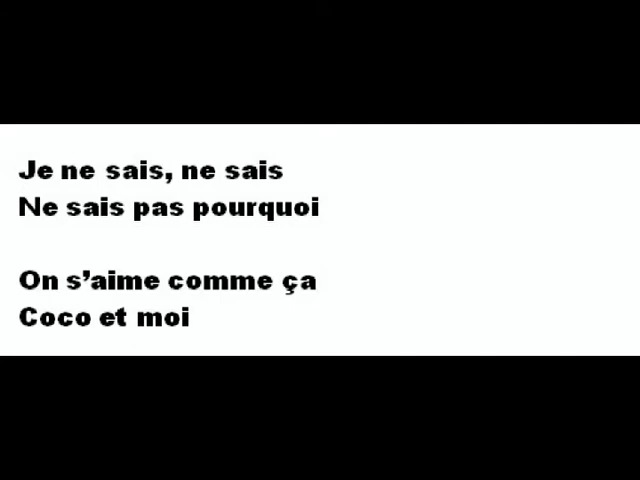 Je ne sais, ne sais
Ne sais pas pourquoi
On s’aime comme ça
Coco et moi